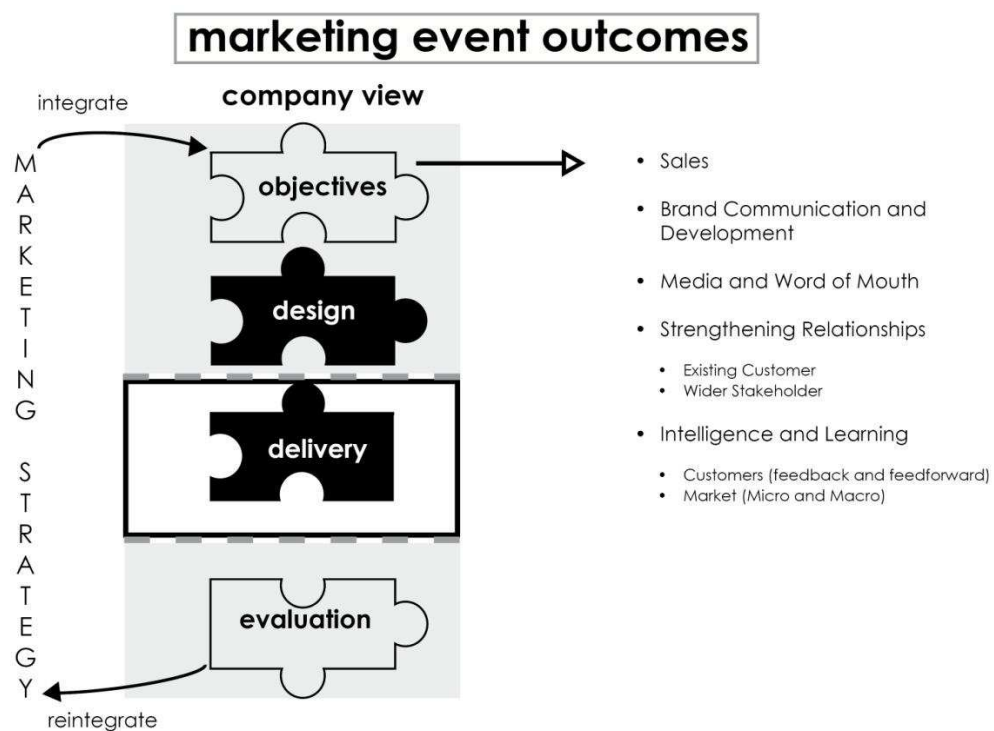 marketing event outcomes
company view
integrate
MARKETING STRATEGY
objectives
design
delivery
evaluation
reintegrate
• Sales
• Brand Communication and
Development
• Media and Word of Mouth
• Strengthening Relationships
• Existing Customer
• Wider Stakeholder
• Intelligence and Learning
• Customers (feedback and feedforward)
• Market (Micro and Macro)